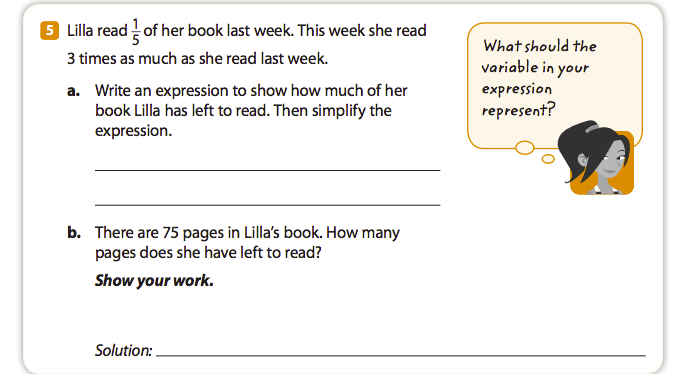 5 Lilla read 1/5 of her book last week. This week she read
3 times as much as she read last week.
a. Write an expression to show how much of her
book Lilla has left to read. Then simplify the
expression.
b. There are 75 pages in Lilla's book. How many
pages does she have left to read?
Show your work.
Solution:
What should the
variable in your
expression
represent?